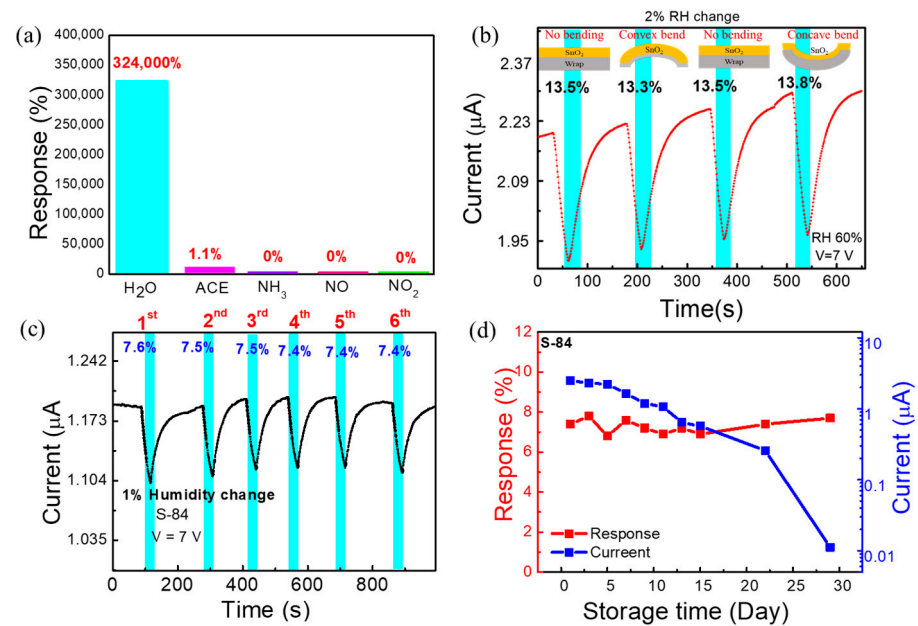 (a)
Response (%)
400,000
350,000
300,000
250,000
200,000
150,000
100,000
50,000
0
324,000%
1.1%
0%
0%
0%
H2O
ACE
NH3
NO
NO2
(b)
2% RH change
No bending
Convex bend
No bending
Concave bend
SnO2
Wrap
SnO2
SnO2
Wrap
SnO2
13.5%
13.3%
13.5%
13.8%
Current (μA)
2.37
2.23
2.09
1.95
RH 60%
V=7 V
0
100
200
300
400
500
600
Time(s)
(c)
1st
2nd
3rd
4th
5th
6th
7.6%
7.5%
7.5%
7.4%
7.4%
7.4%
Current (μA
1.242
1.173
1.104
1.035
1% Humidity change
S-84
V = 7 V
0
200
400
600
800
Time (s)
(d)
S-84
Response (%)
12
10
8
6
4
2
0
Response
Curreent
Current (μA)
10
1
0.1
0.01
0
5
10
15
20
25
30
Storage time (Day)